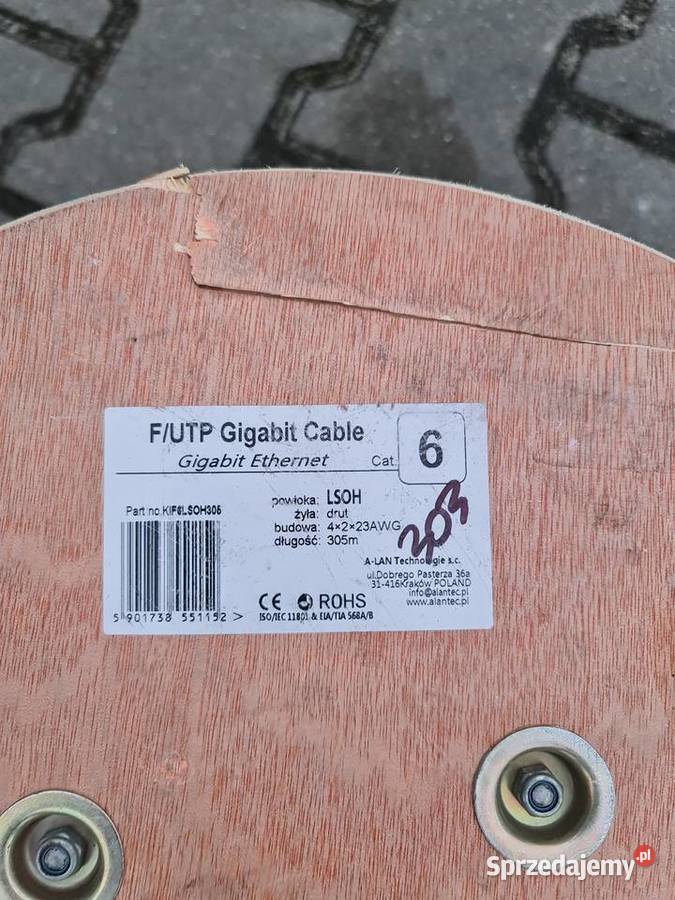 F/UTP Gigabit Cable
Gigabit Ethernet Cat. 6
powłoka: LSOH
Part no.KIF6LSOH305
żyła: drut
budowa: 4×2×23AWG
długość: 305m
303
A-LAN Technologie s.c.
ul.Dobrego Pasterza 36a
31-416Kraków POLAND
info@alantec.pl
www.alantec.pl
CE ROHS
ISO/IEC 11801 & EIA/TIA 568A/B
5 901738 551152 >
Sprzedajemy.pl